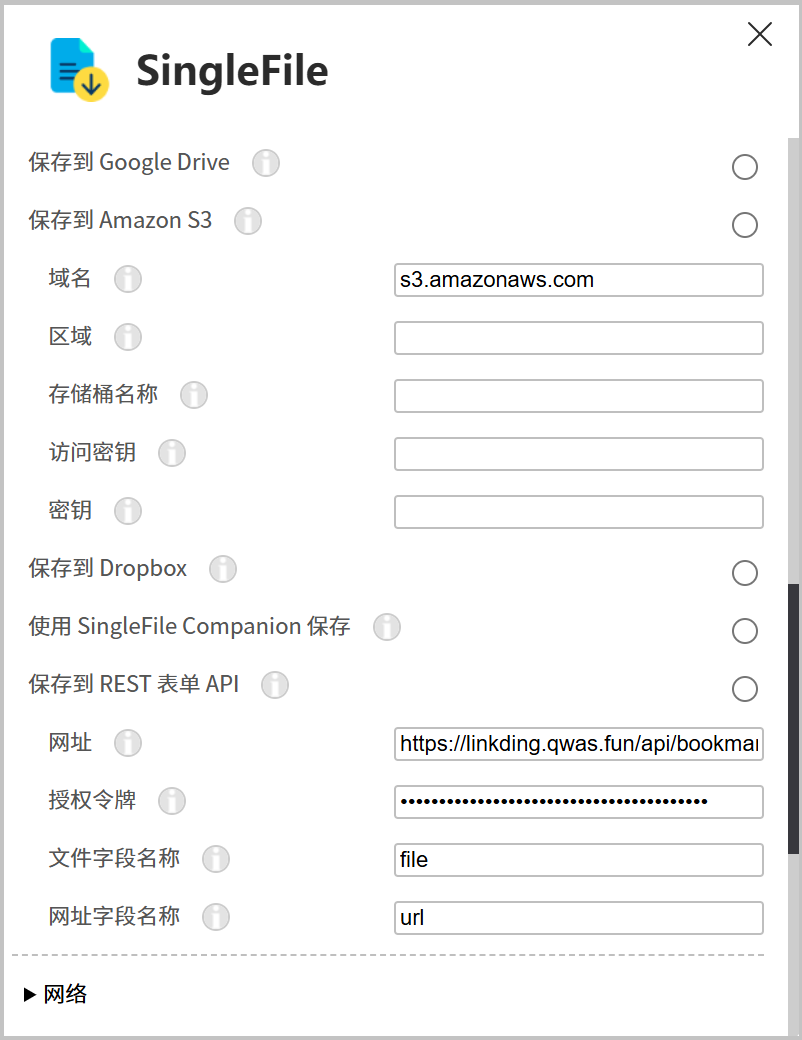 SingleFile
保存到 Google Drive
保存到 Amazon S3
域名 s3.amazonaws.com
区域
存储桶名称
访问密钥
密钥
保存到 Dropbox
使用 SingleFile Companion 保存
保存到 REST 表单 API
网址 https://linkding.qwas.fun/api/bookmar
授权令牌 ••••••••••••••••••••••••••••••••••••••••
文件字段名称 file
网址字段名称 url
▶ 网络